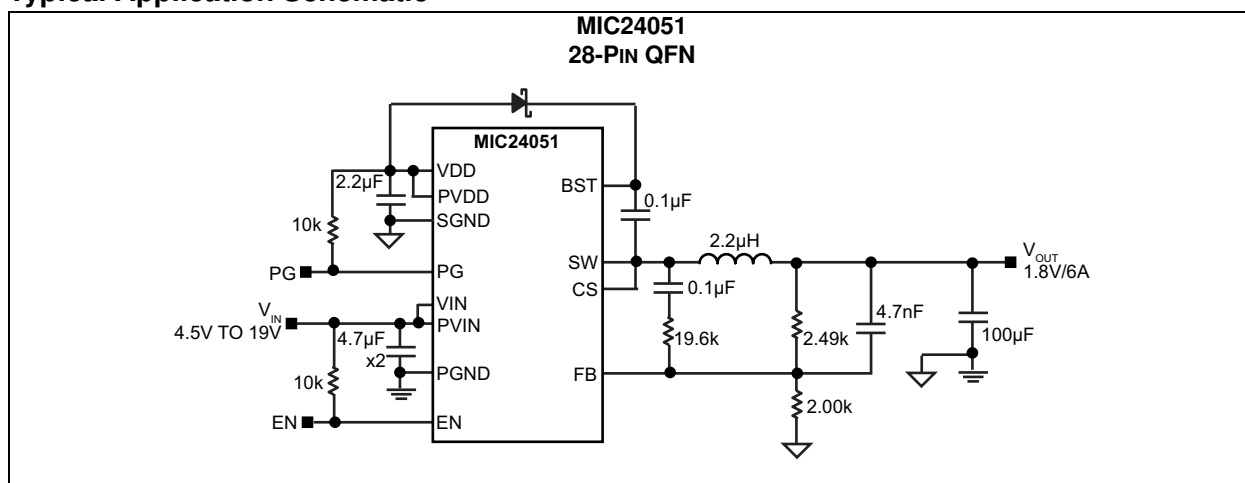 Typical Application Schematic
MIC24051
28-PIN QFN
MIC24051
VDD
PVDD
SGND
PG
VIN
PVIN
PGND
EN
BST
SW
CS
FB
2.2µF
10k
PG
VIN
4.5V TO 19V
4.7µF
x2
10k
EN
0.1µF
2.2µH
0.1µF
19.6k
2.49k
4.7nF
2.00k
100µF
VOUT
1.8V/6A